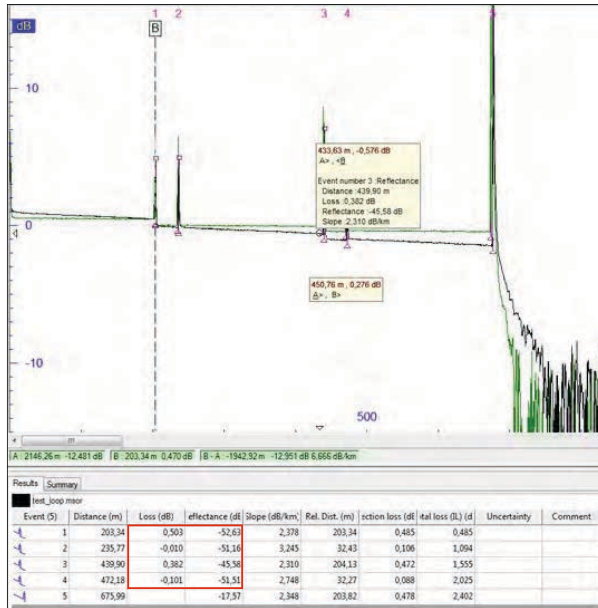 1 2 3 4 5
dB
B
10
433,63 m , -0,576 dB
A> , <B
Event number 3 :Reflectance
Distance :439,90 m
Loss :0,382 dB
Reflectance :-45,58 dB
Slope :2,310 dB/km
0
450,76 m , 0,276 dB
A> , B>
-10
500
m
A : 2146,26 m -12,481 dB B : 203,34 m 0,470 dB B - A : -1942,92 m -12,951 dB 6,666 dB/km
Results Summary
test_loop.msor
Event (5) Distance (m) Loss (dB) eflectance (dE Slope (dB/km) Rel. Dist. (m) ection loss (dE tal loss (IL) (d Uncertainty Comment
1 203,34 0,503 -52,63 2,378 203,34 0,485 0,485
2 235,77 -0,010 -51,16 3,245 32,43 0,106 1,094
3 439,90 0,382 -45,58 2,310 204,13 0,472 1,555
4 472,18 -0,101 -51,51 2,748 32,27 0,088 2,025
5 675,99 -17,57 2,348 203,82 0,478 2,402